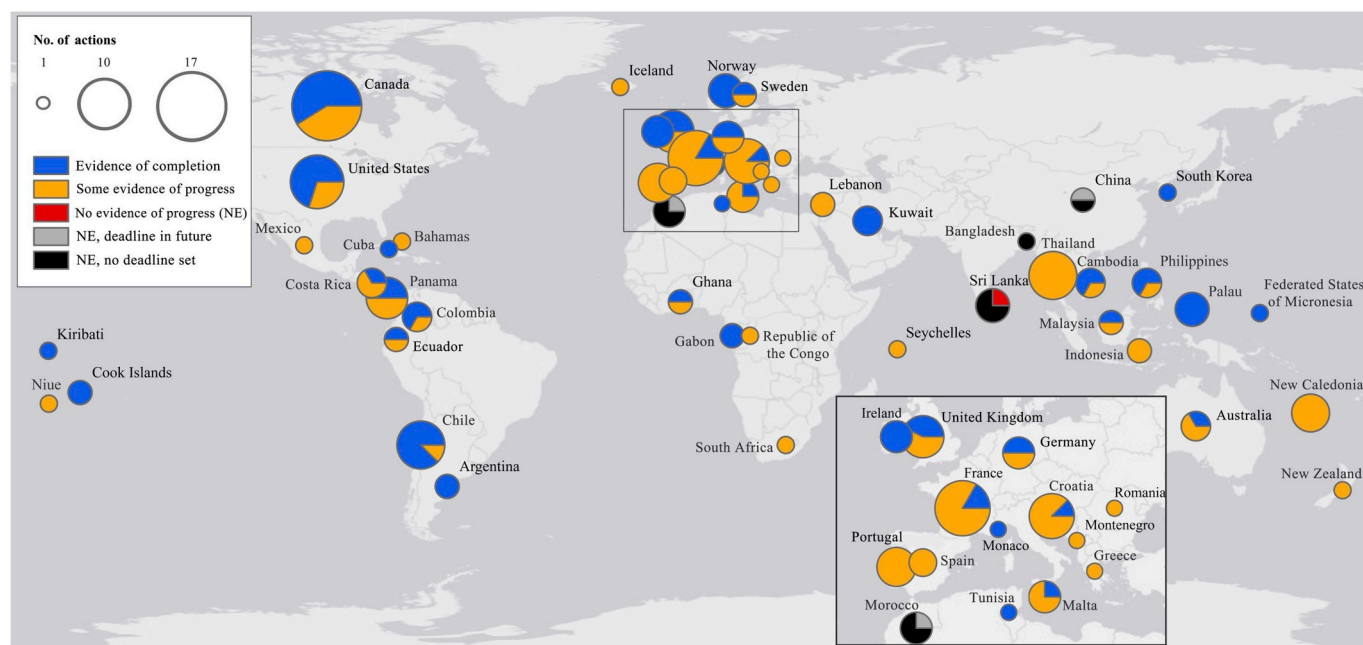 No. of actions
1
10
17
Evidence of completion
Some evidence of progress
No evidence of progress (NE)
NE, deadline in future
NE, no deadline set
Canada
United States
Mexico
Cuba
Bahamas
Costa Rica
Panama
Colombia
Ecuador
Kiribati
Cook Islands
Niue
Chile
Argentina
Iceland
Norway
Sweden
Lebanon
Kuwait
Ghana
Gabon
Republic of
the Congo
South Africa
Seychelles
China
South Korea
Bangladesh
Thailand
Cambodia
Philippines
Sri Lanka
Palau
Federated States
of Micronesia
Malaysia
Indonesia
New Caledonia
Australia
New Zealand
Ireland
United Kingdom
Germany
France
Croatia
Romania
Montenegro
Monaco
Greece
Portugal
Spain
Tunisia
Malta
Morocco